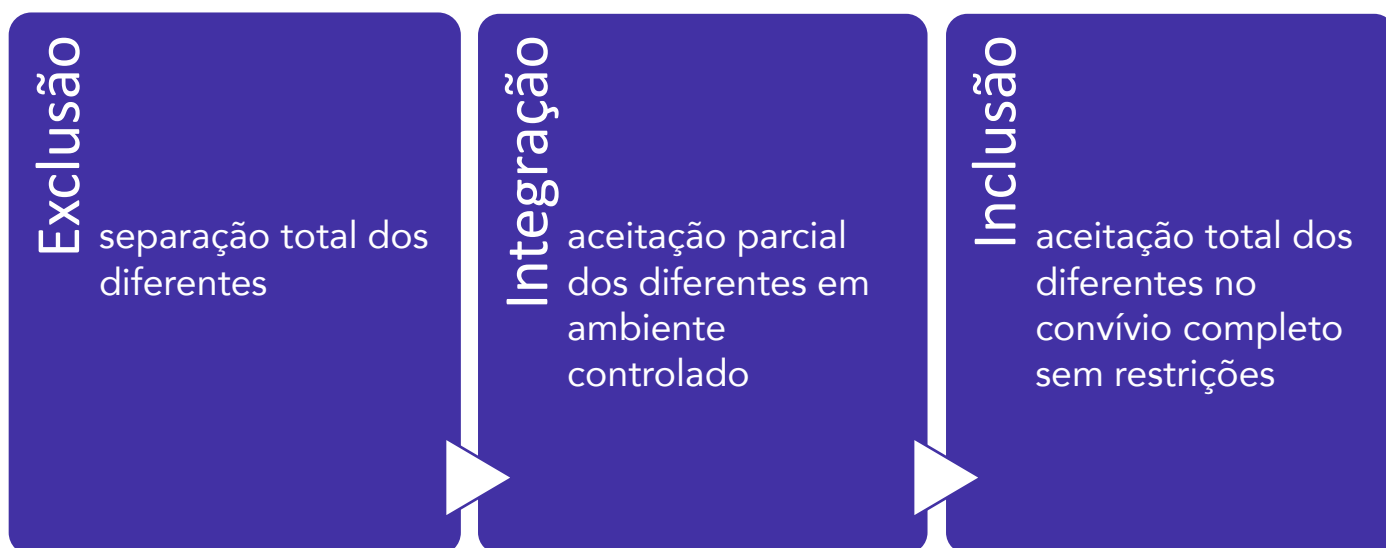 Exclusão
separação total dos
diferentes
Integração
aceitação parcial
dos diferentes em
ambiente
controlado
Inclusão
aceitação total dos
diferentes no
convívio completo
sem restrições